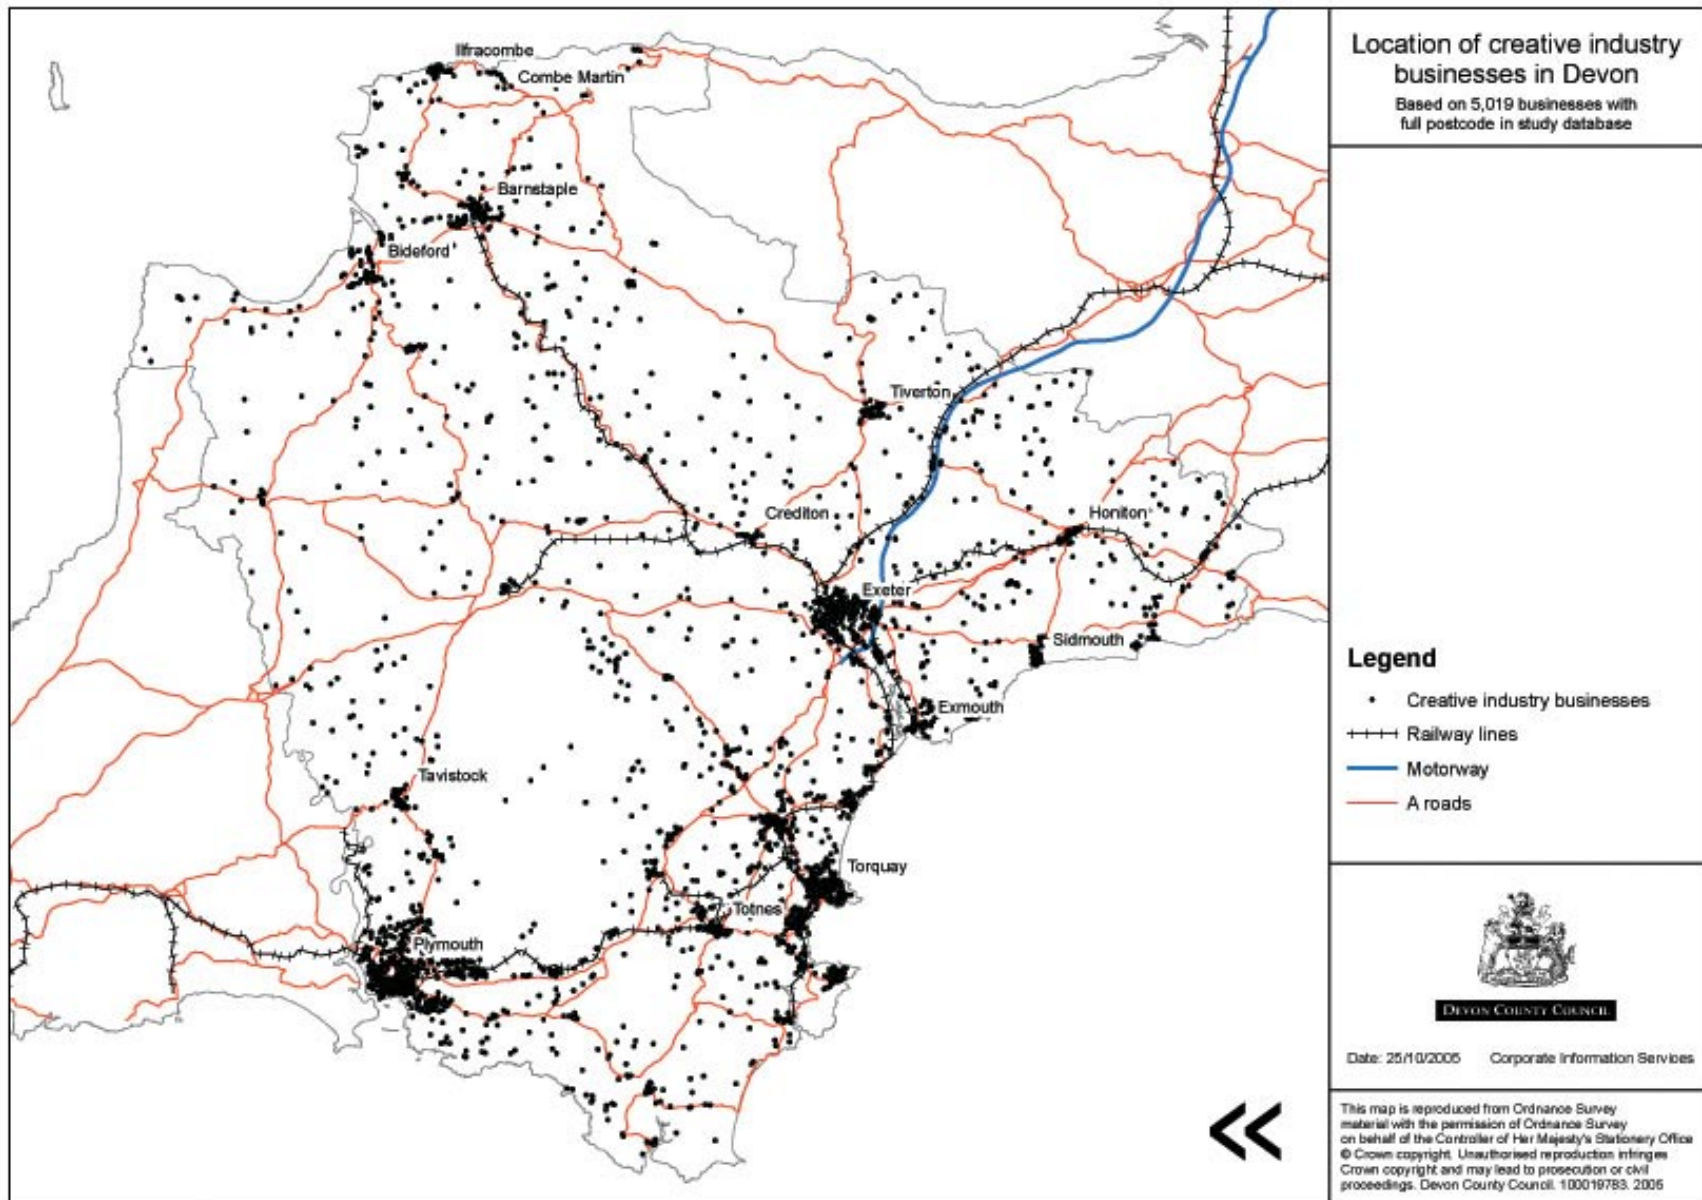 Location of creative industry
businesses in Devon
Based on 5,019 businesses with
full postcode in study database
Ilfracombe
Combe Martin
Barnstaple
Bideford
Tiverton
Crediton
Honiton
Exeter
Sidmouth
Exmouth
Tavistock
Torquay
Totnes
Plymouth
Legend
Creative industry businesses
Railway lines
Motorway
A roads
DEVON COUNTY COUNCIL
Date: 25/10/2005 Corporate Information Services
This map is reproduced from Ordnance Survey
material with the permission of Ordnance Survey
on behalf of the Controller of Her Majesty's Stationery Office
© Crown copyright. Unauthorised reproduction infringes
Crown copyright and may lead to prosecution or civil
proceedings. Devon County Council. 100019783. 2005